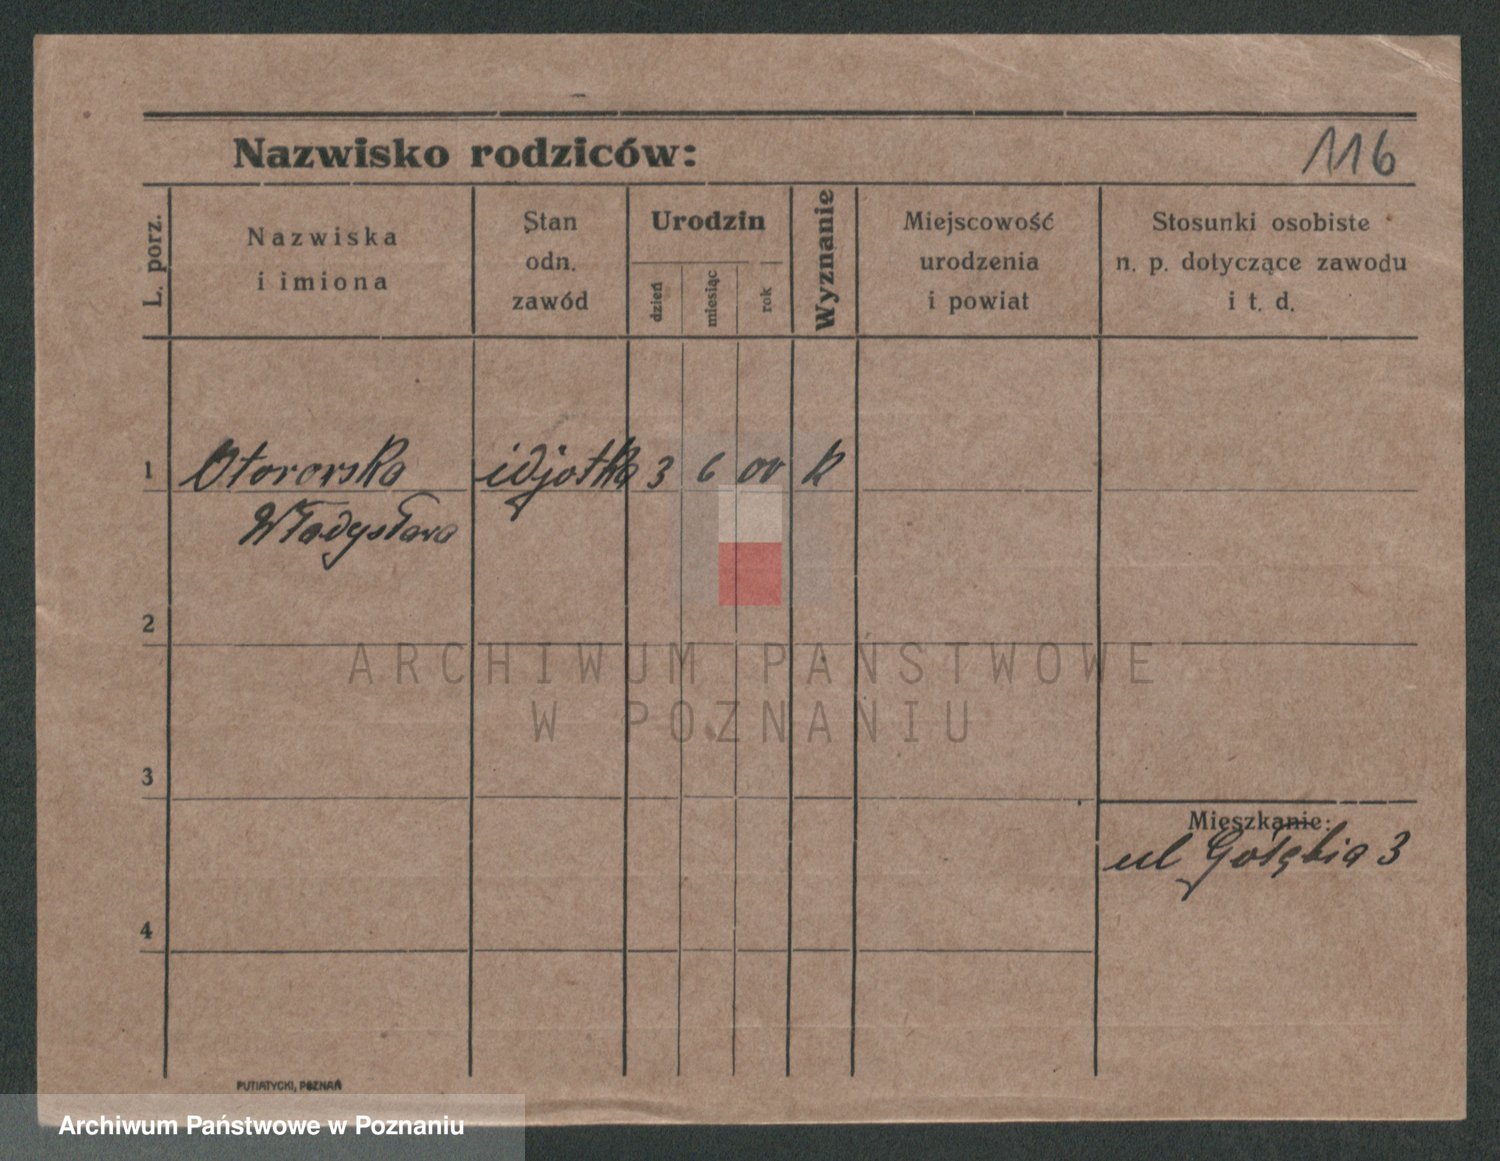 Nazwisko rodziców:
116
L. porz.
Nazwiska
i imiona
Stan
odn.
zawód
Urodzin
dzień
miesiąc
rok
Wyznanie
Miejscowość
urodzenia
i powiat
Stosunki osobiste
n. p. dotyczące zawodu
i t. d.
1 Otorowska idjotka 3 6 00 k
Władysława
2
ARCHIWUM PAŃSTWOWE
W POZNANIU
3
Mieszkanie:
ul Gołębia 3
4
PUTIATYCKI, POZNAŃ
Archiwum Państwowe w Poznaniu